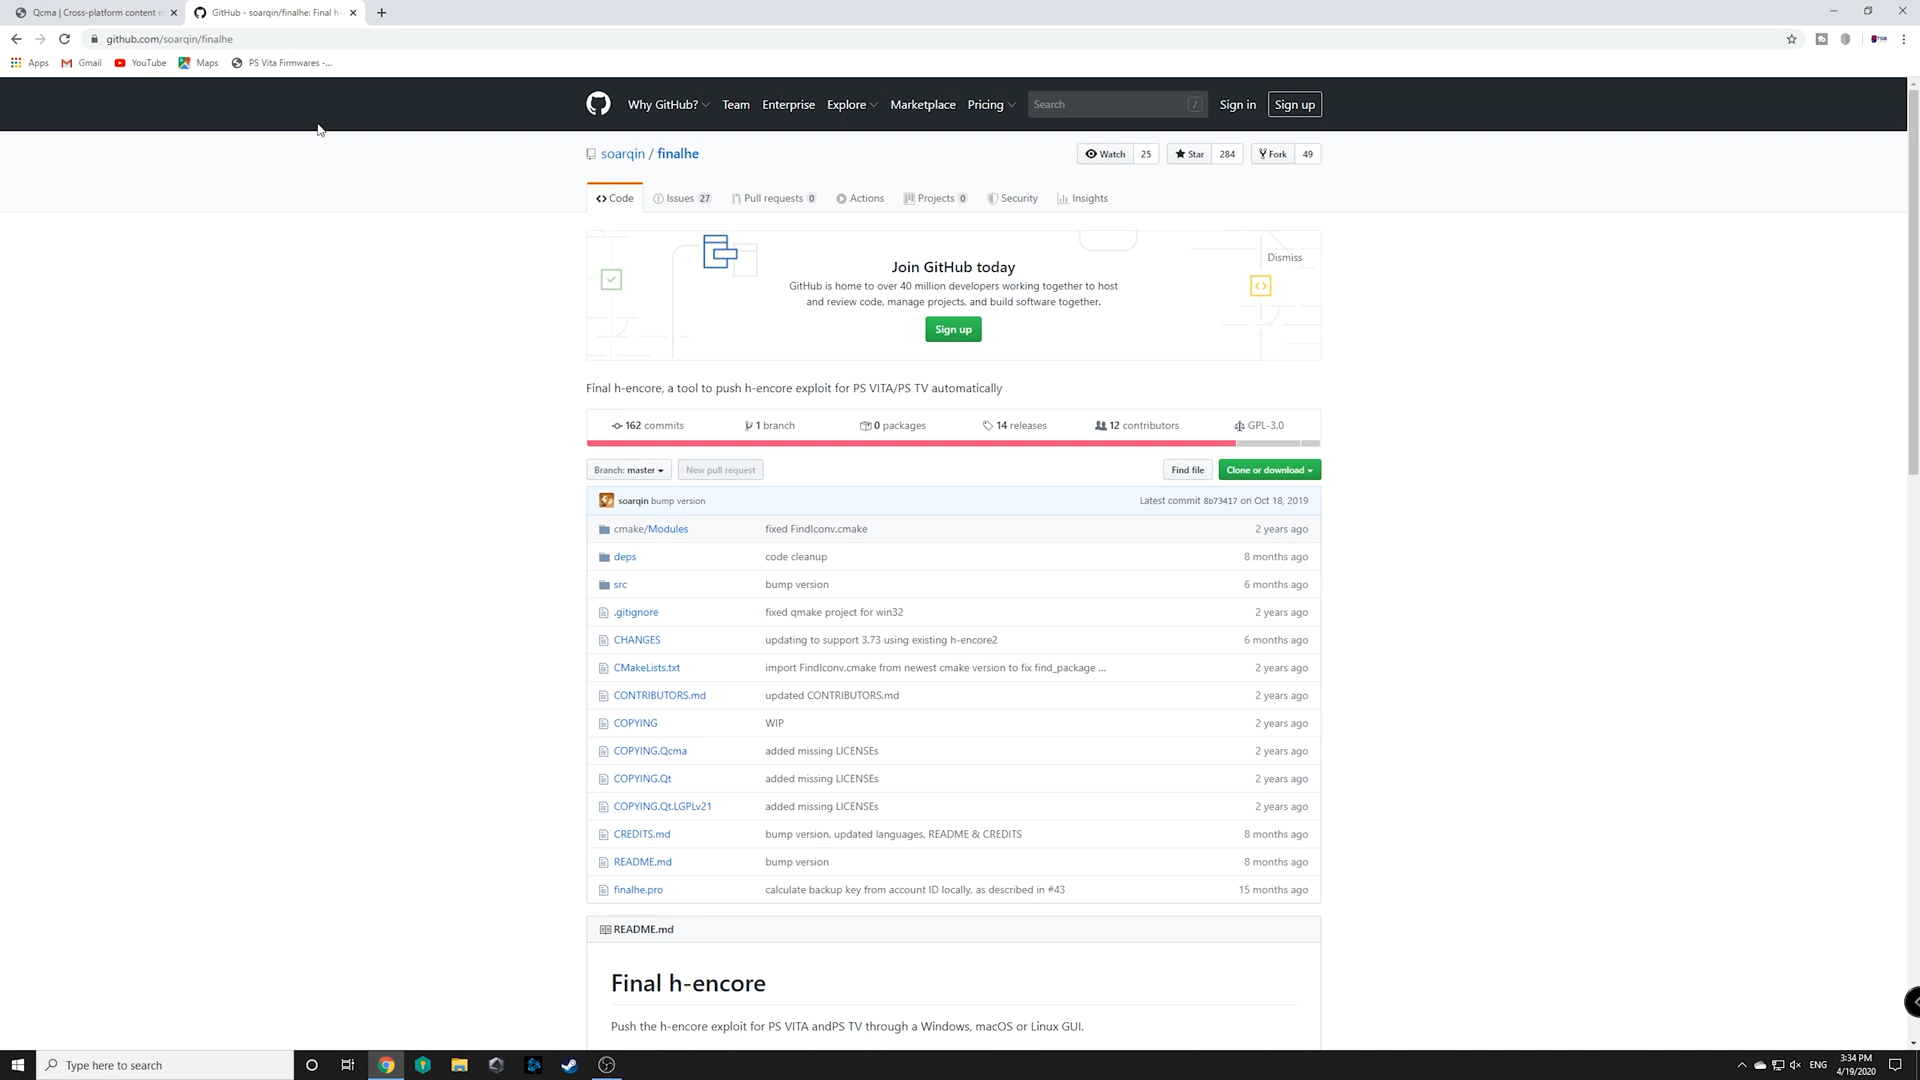 Qcma | Cross-platform content m
GitHub - soarqin/finalhe: Final h-
github.com/soarqin/finalhe
Apps Gmail YouTube Maps PS Vita Firmwares -...
Why GitHub? Team Enterprise Explore Marketplace Pricing Search / Sign in Sign up
soarqin / finalhe
Watch 25 Star 284 Fork 49
Code Issues 27 Pull requests 0 Actions Projects 0 Security Insights
Dismiss
Join GitHub today
GitHub is home to over 40 million developers working together to host
and review code, manage projects, and build software together.
Sign up
Final h-encore, a tool to push h-encore exploit for PS VITA/PS TV automatically
162 commits 1 branch 0 packages 14 releases 12 contributors GPL-3.0
Branch: master New pull request Find file Clone or download
soarqin bump version Latest commit 8b73417 on Oct 18, 2019
cmake/Modules fixed FindIconv.cmake 2 years ago
deps code cleanup 8 months ago
src bump version 6 months ago
.gitignore fixed qmake project for win32 2 years ago
CHANGES updating to support 3.73 using existing h-encore2 6 months ago
CMakeLists.txt import FindIconv.cmake from newest cmake version to fix find_package ... 2 years ago
CONTRIBUTORS.md updated CONTRIBUTORS.md 2 years ago
COPYING WIP 2 years ago
COPYING.Qcma added missing LICENSEs 2 years ago
COPYING.Qt added missing LICENSEs 2 years ago
COPYING.Qt.LGPLv21 added missing LICENSEs 2 years ago
CREDITS.md bump version, updated languages, README & CREDITS 8 months ago
README.md bump version 8 months ago
finalhe.pro calculate backup key from account ID locally, as described in #43 15 months ago
README.md
Final h-encore
Push the h-encore exploit for PS VITA andPS TV through a Windows, macOS or Linux GUI.
Type here to search
ENG
3:34 PM
4/19/2020